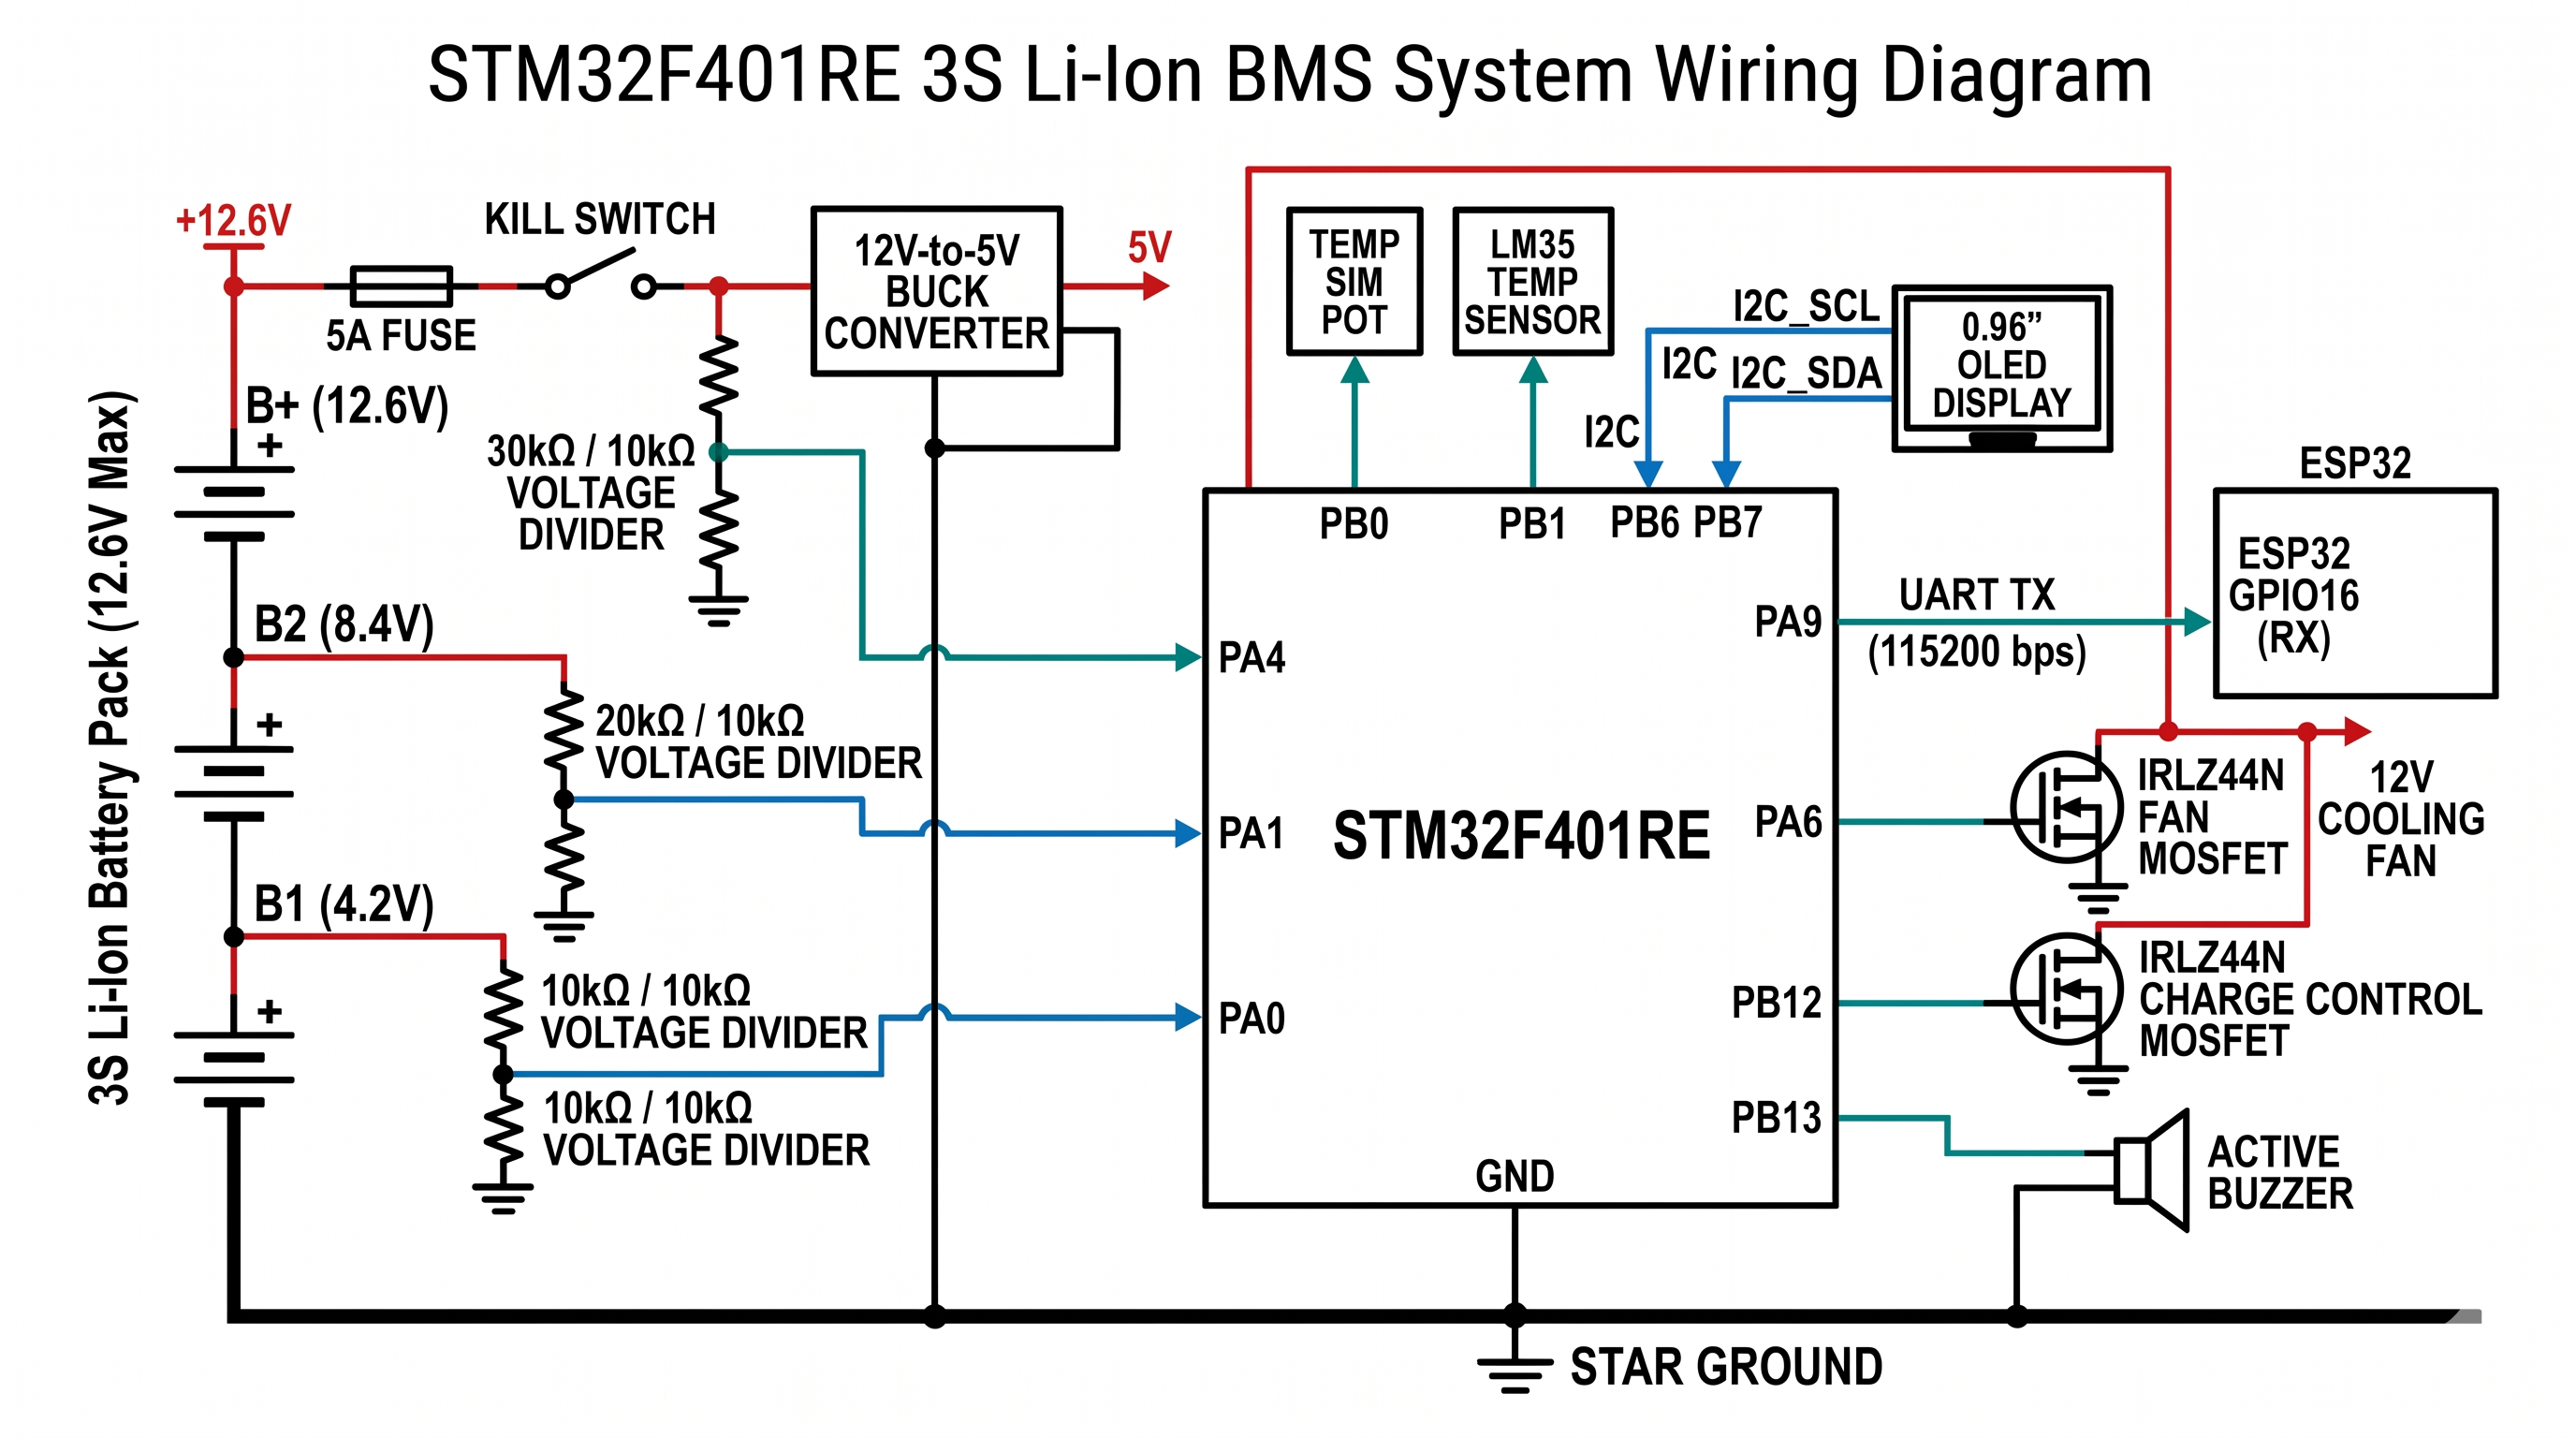 STM32F401RE 3S Li-Ion BMS System Wiring Diagram
+12.6V
KILL SWITCH
5A FUSE
12V-to-5V
BUCK
CONVERTER
5V
TEMP
SIM
POT
LM35
TEMP
SENSOR
I2C_SCL
I2C
I2C_SDA
I2C
0.96”
OLED
DISPLAY
3S Li-Ion Battery Pack (12.6V Max)
B+ (12.6V)
+
30kΩ / 10kΩ
VOLTAGE
DIVIDER
B2 (8.4V)
+
20kΩ / 10kΩ
VOLTAGE DIVIDER
B1 (4.2V)
+
10kΩ / 10kΩ
VOLTAGE DIVIDER
10kΩ / 10kΩ
VOLTAGE DIVIDER
PB0
PB1
PB6
PB7
PA4
PA1
PA0
STM32F401RE
PA9
PA6
PB12
PB13
GND
UART TX
(115200 bps)
ESP32
ESP32
GPIO16
(RX)
IRLZ44N
FAN
MOSFET
12V
COOLING
FAN
IRLZ44N
CHARGE CONTROL
MOSFET
ACTIVE
BUZZER
STAR GROUND